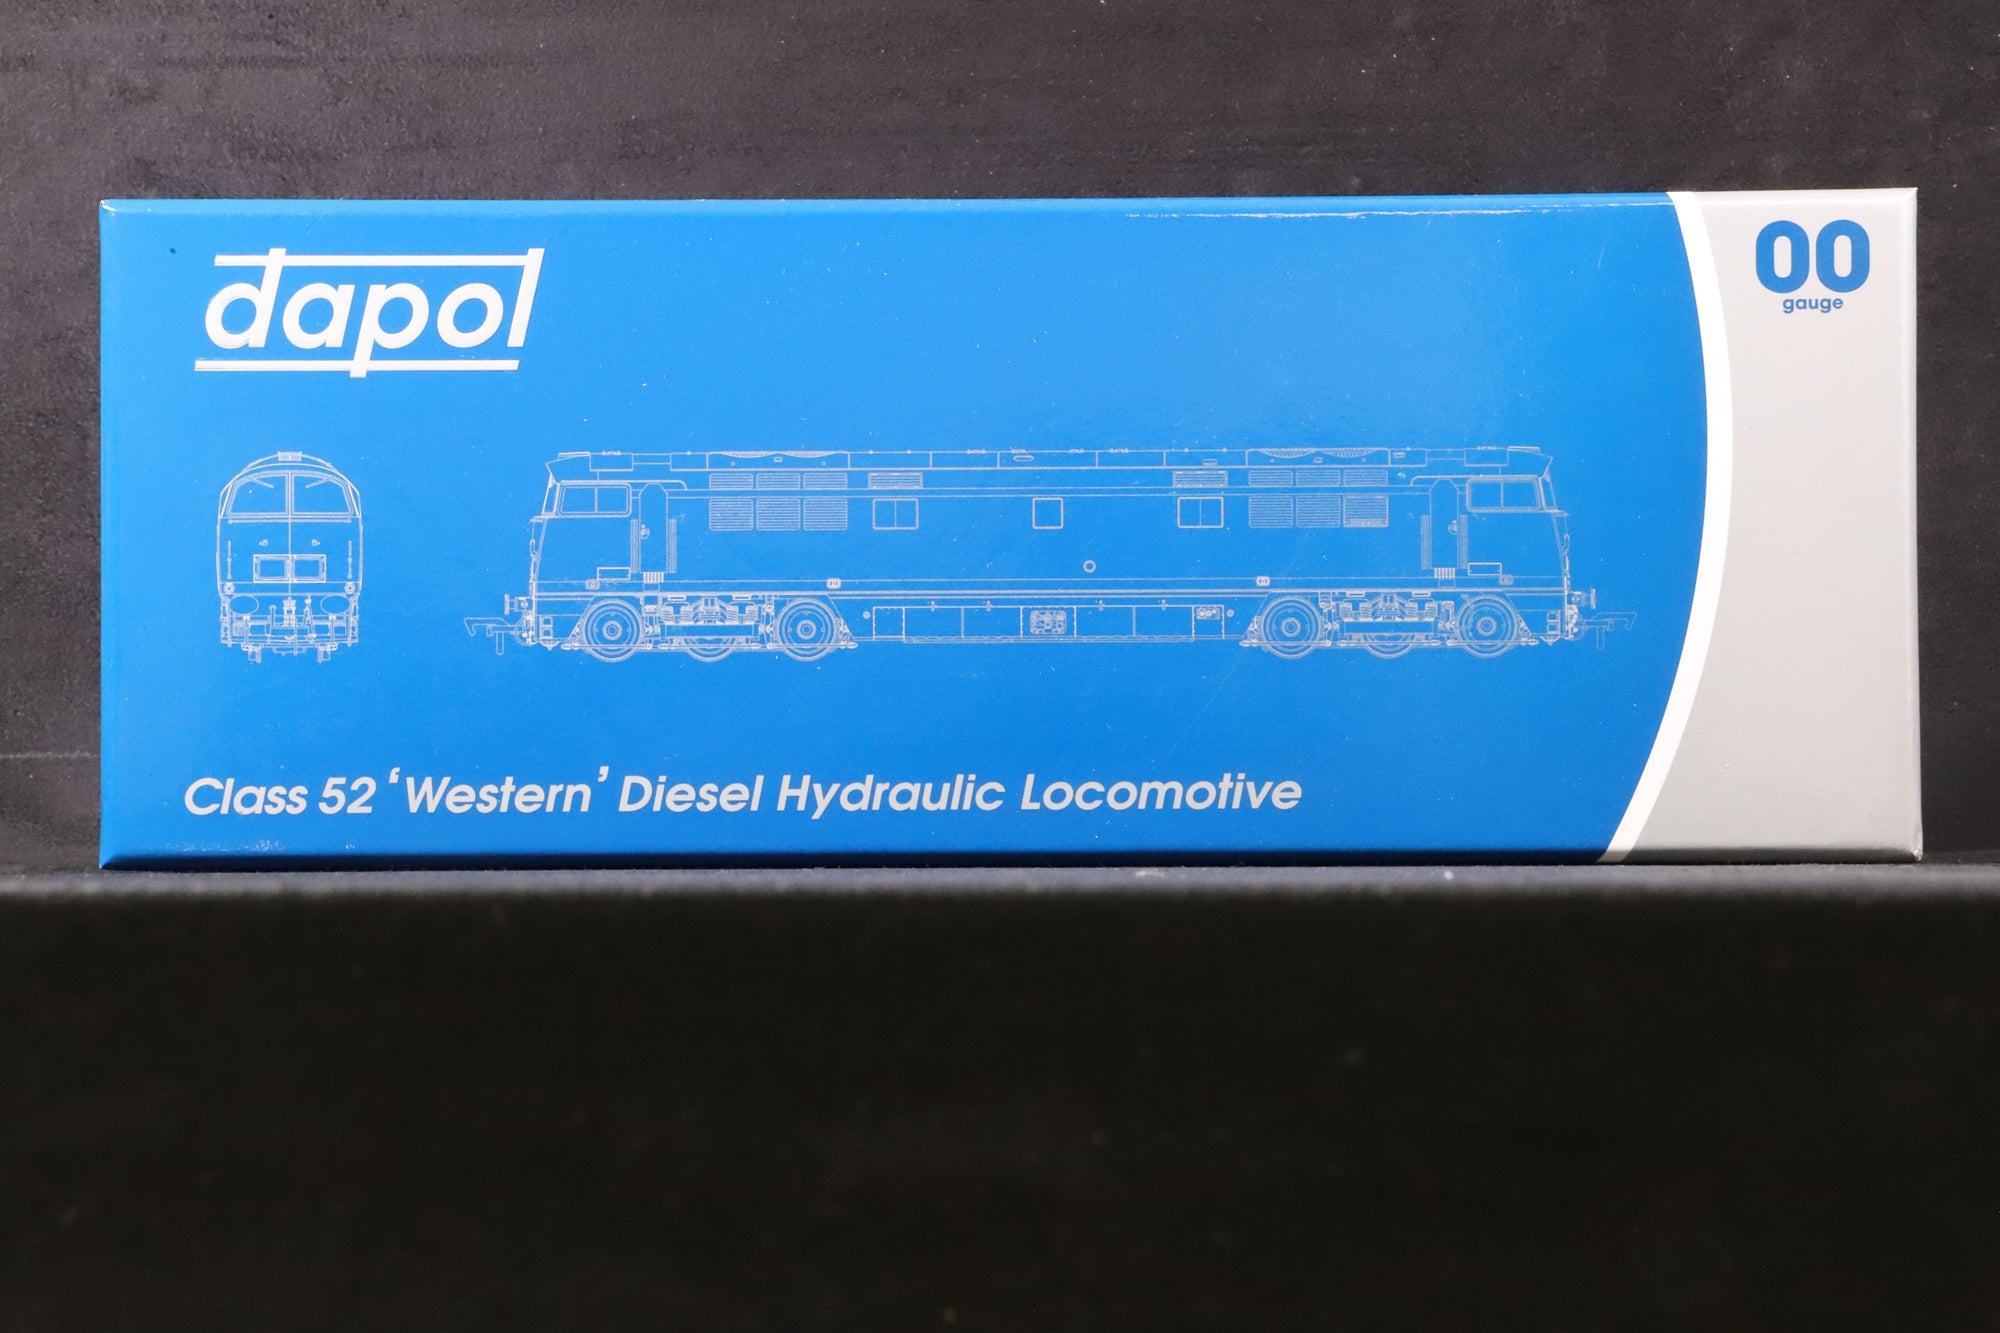 dapol
00
gauge
Class 52 ‘Western’ Diesel Hydraulic Locomotive